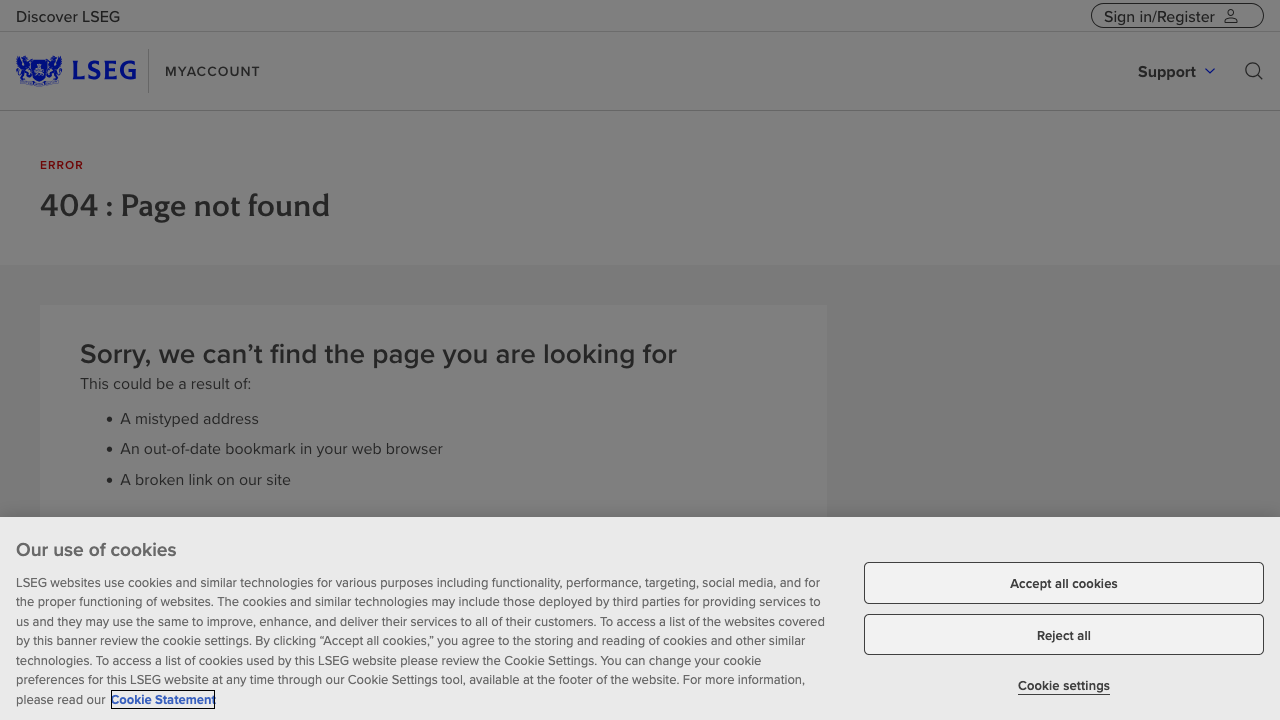 Discover LSEG
Sign in/Register
LSEG
MYACCOUNT
Support
ERROR
404 : Page not found
Sorry, we can’t find the page you are looking for
This could be a result of:
• A mistyped address
• An out-of-date bookmark in your web browser
• A broken link on our site
Our use of cookies
LSEG websites use cookies and similar technologies for various purposes including functionality, performance, targeting, social media, and for
the proper functioning of websites. The cookies and similar technologies may include those deployed by third parties for providing services to
us and they may use the same to improve, enhance, and deliver their services to all of their customers. To access a list of the websites covered
by this banner review the cookie settings. By clicking “Accept all cookies,” you agree to the storing and reading of cookies and other similar
technologies. To access a list of cookies used by this LSEG website please review the Cookie Settings. You can change your cookie
preferences for this LSEG website at any time through our Cookie Settings tool, available at the footer of the website. For more information,
please read our Cookie Statement
Accept all cookies
Reject all
Cookie settings